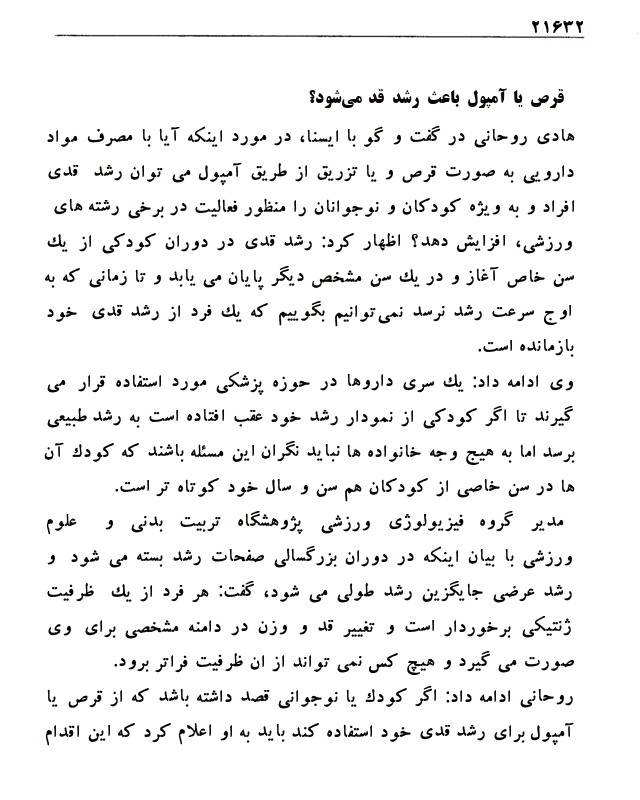 ۲۱۶۳۲
قرص یا آمپول باعث رشد قد می‌شود؟
هادی روحانی در گفت و گو با ایسنا، در مورد اینکه آیا با مصرف مواد
دارویی به صورت قرص و یا تزریق از طریق آمپول می توان رشد قدی
افراد و به ویژه کودکان و نوجوانان را منظور فعالیت در برخی رشته های
ورزشی، افزایش دهد؟ اظهار کرد: رشد قدی در دوران کودکی از یك
سن خاص آغاز و در یك سن مشخص دیگر پایان می یابد و تا زمانی که به
اوج سرعت رشد نرسد نمی‌توانیم بگوییم که یك فرد از رشد قدی خود
بازمانده است.
وی ادامه داد: یك سری داروها در حوزه پزشکی مورد استفاده قرار می
گیرند تا اگر کودکی از نمودار رشد خود عقب افتاده است به رشد طبیعی
برسد اما به هیچ وجه خانواده ها نباید نگران این مسئله باشند که کودك آن
ها در سن خاصی از کودکان هم سن و سال خود کوتاه تر است.
مدیر گروه فیزیولوژی ورزشی پژوهشگاه تربیت بدنی و علوم
ورزشی با بیان اینکه در دوران بزرگسالی صفحات رشد بسته می شود و
رشد عرضی جایگزین رشد طولی می شود، گفت: هر فرد از یك ظرفیت
ژنتیکی برخوردار است و تغییر قد و وزن در دامنه مشخصی برای وی
صورت می گیرد و هیچ کس نمی تواند از ان ظرفیت فراتر برود.
روحانی ادامه داد: اگر کودك یا نوجوانی قصد داشته باشد که از قرص یا
آمپول برای رشد قدی خود استفاده کند باید به او اعلام کرد که این اقدام